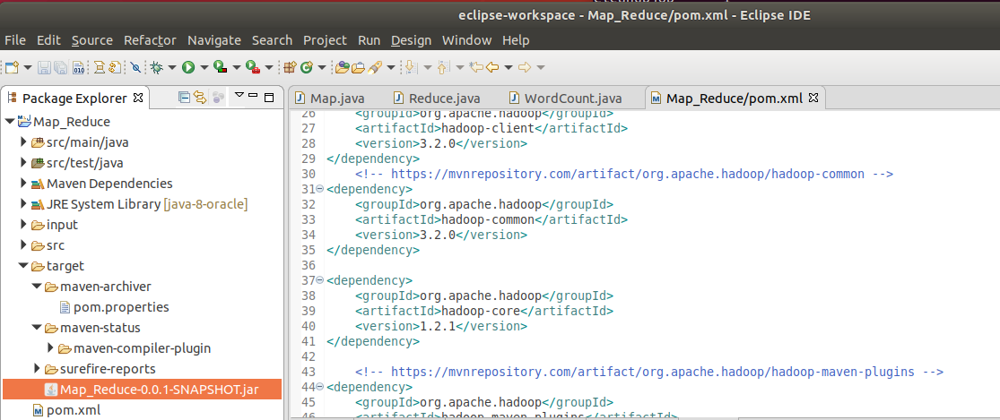 eclipse-workspace - Map_Reduce/pom.xml - Eclipse IDE
File Edit Source Refactor Navigate Search Project Run Design Window Help
Package Explorer
Map_Reduce
src/main/java
src/test/java
Maven Dependencies
JRE System Library [java-8-oracle]
input
src
target
maven-archiver
pom.properties
maven-status
maven-compiler-plugin
surefire-reports
Map_Reduce-0.0.1-SNAPSHOT.jar
pom.xml
Map.java Reduce.java WordCount.java Map_Reduce/pom.xml
26 <groupId>org.apache.hadoop</groupId>
27 <artifactId>hadoop-client</artifactId>
28 <version>3.2.0</version>
29 </dependency>
30 <!-- https://mvnrepository.com/artifact/org.apache.hadoop/hadoop-common -->
31 <dependency>
32 <groupId>org.apache.hadoop</groupId>
33 <artifactId>hadoop-common</artifactId>
34 <version>3.2.0</version>
35 </dependency>
36
37 <dependency>
38 <groupId>org.apache.hadoop</groupId>
39 <artifactId>hadoop-core</artifactId>
40 <version>1.2.1</version>
41 </dependency>
42
43 <!-- https://mvnrepository.com/artifact/org.apache.hadoop/hadoop-maven-plugins -->
44 <dependency>
45 <groupId>org.apache.hadoop</groupId>
46 <artifactId>hadoop-maven-plugins</artifactId>